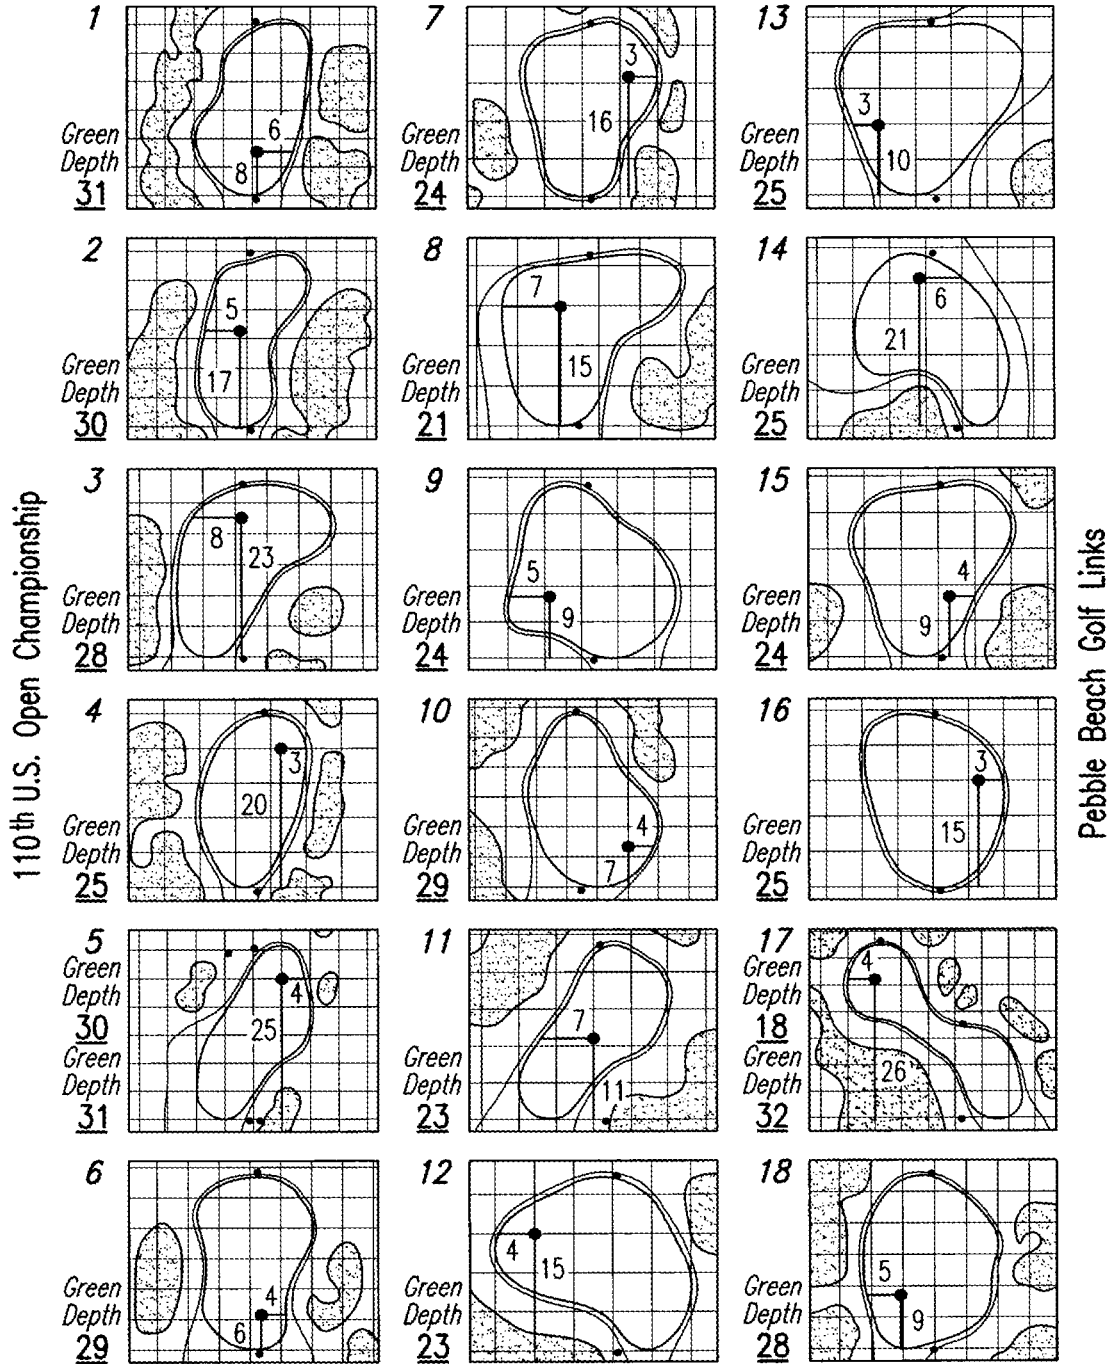 110th U.S. Open Championship
1
6
8
Green
Depth
31
2
5
17
Green
Depth
30
3
8
23
Green
Depth
28
4
3
20
Green
Depth
25
5
Green
Depth
30
4
25
Green
Depth
31
6
4
6
Green
Depth
29
7
3
16
Green
Depth
24
8
7
15
Green
Depth
21
9
5
9
Green
Depth
24
10
4
7
Green
Depth
29
11
7
11
Green
Depth
23
12
4
15
Green
Depth
23
13
3
10
Green
Depth
25
14
6
21
Green
Depth
25
15
4
9
Green
Depth
24
16
3
15
Green
Depth
25
17
4
Green
Depth
18
26
Green
Depth
32
18
5
9
Green
Depth
28
Pebble Beach Golf Links